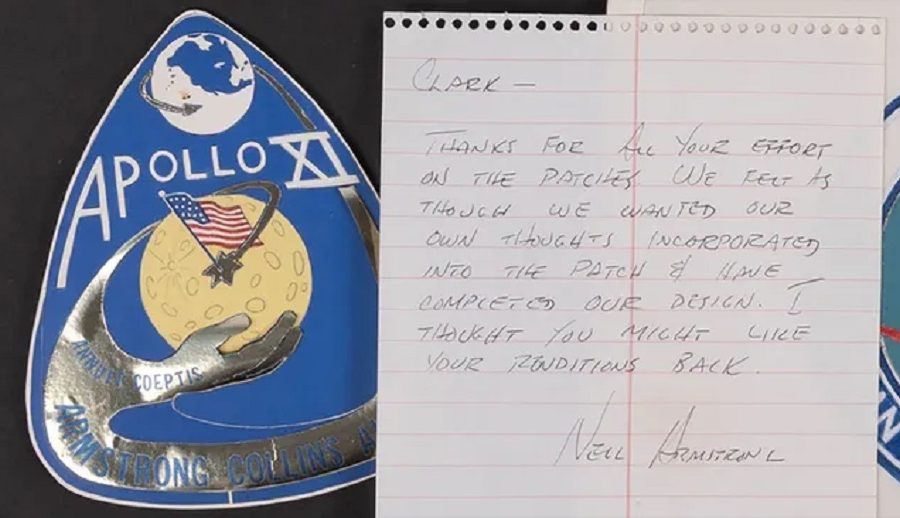 APOLLO XI
ANNUIT COEPTIS
ARMSTRONG COLLINS A
CLARK —
THANKS FOR ALL YOUR EFFORT
ON THE PATCHES. WE FELT AS
THOUGH WE WANTED OUR
OWN THOUGHTS INCORPORATED
INTO THE PATCH & HAVE
COMPLETED OUR DESIGN. I
THOUGHT YOU MIGHT LIKE
YOUR RENDITIONS BACK.
NEIL ARMSTRONG
IN